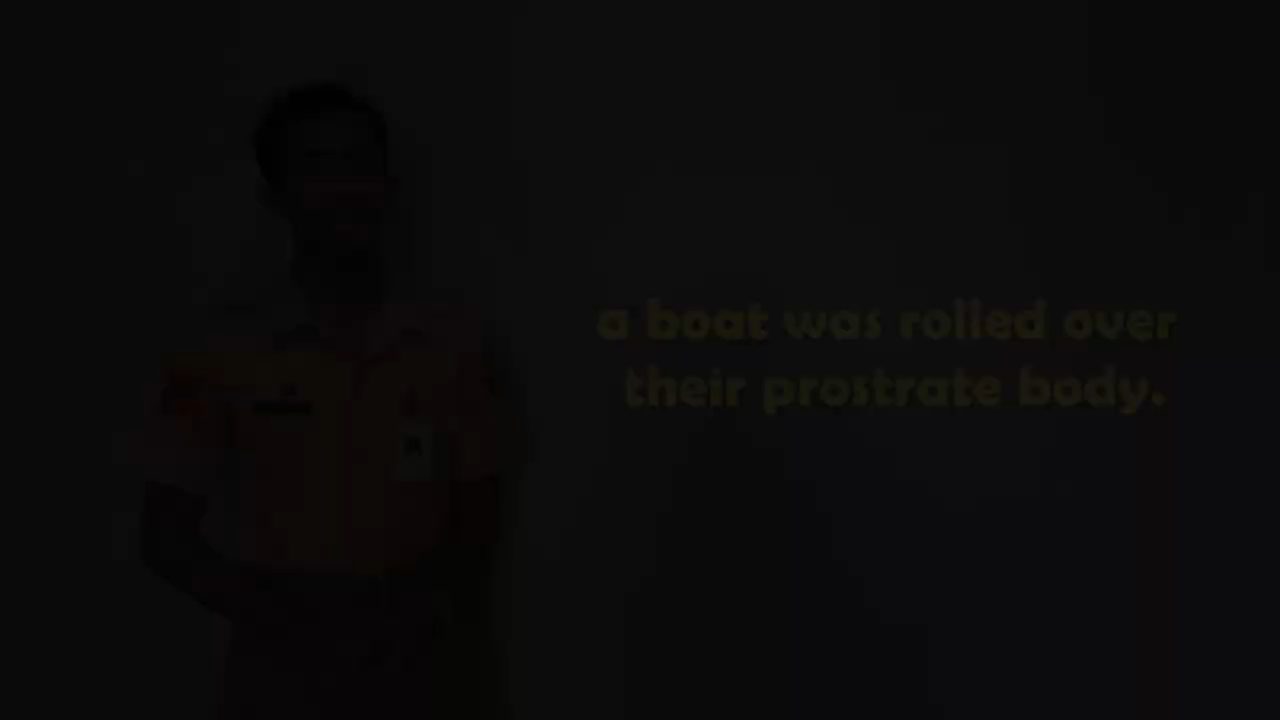 a boat was rolled over
their prostrate body.